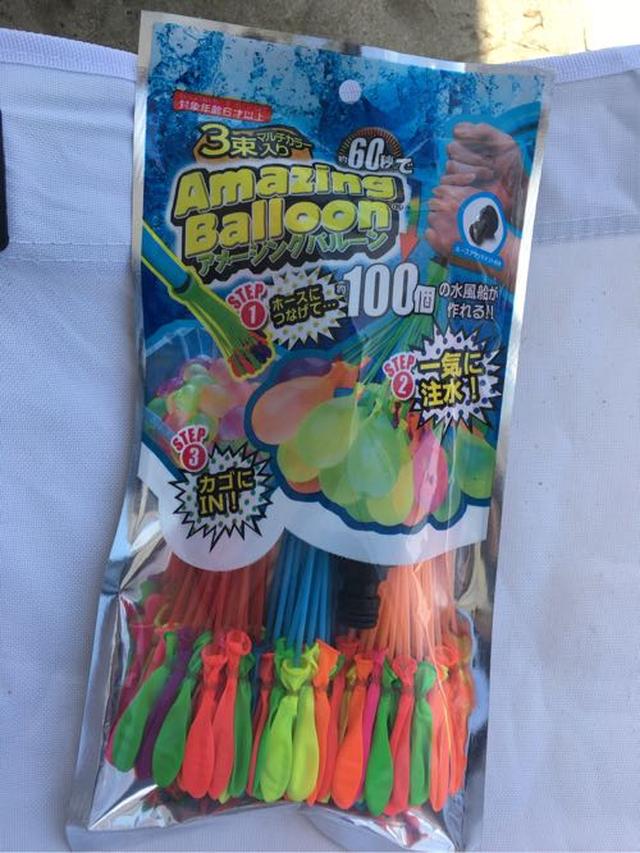 対象年齢6才以上
3束入り マルチカラー
約60秒で
Amazing
Balloon
アメージングバルーン
約100個の水風船が
作れる!!
STEP
1
ホースに
つなげて…
STEP
2
一気に
注水!
STEP
3
カゴに
IN!